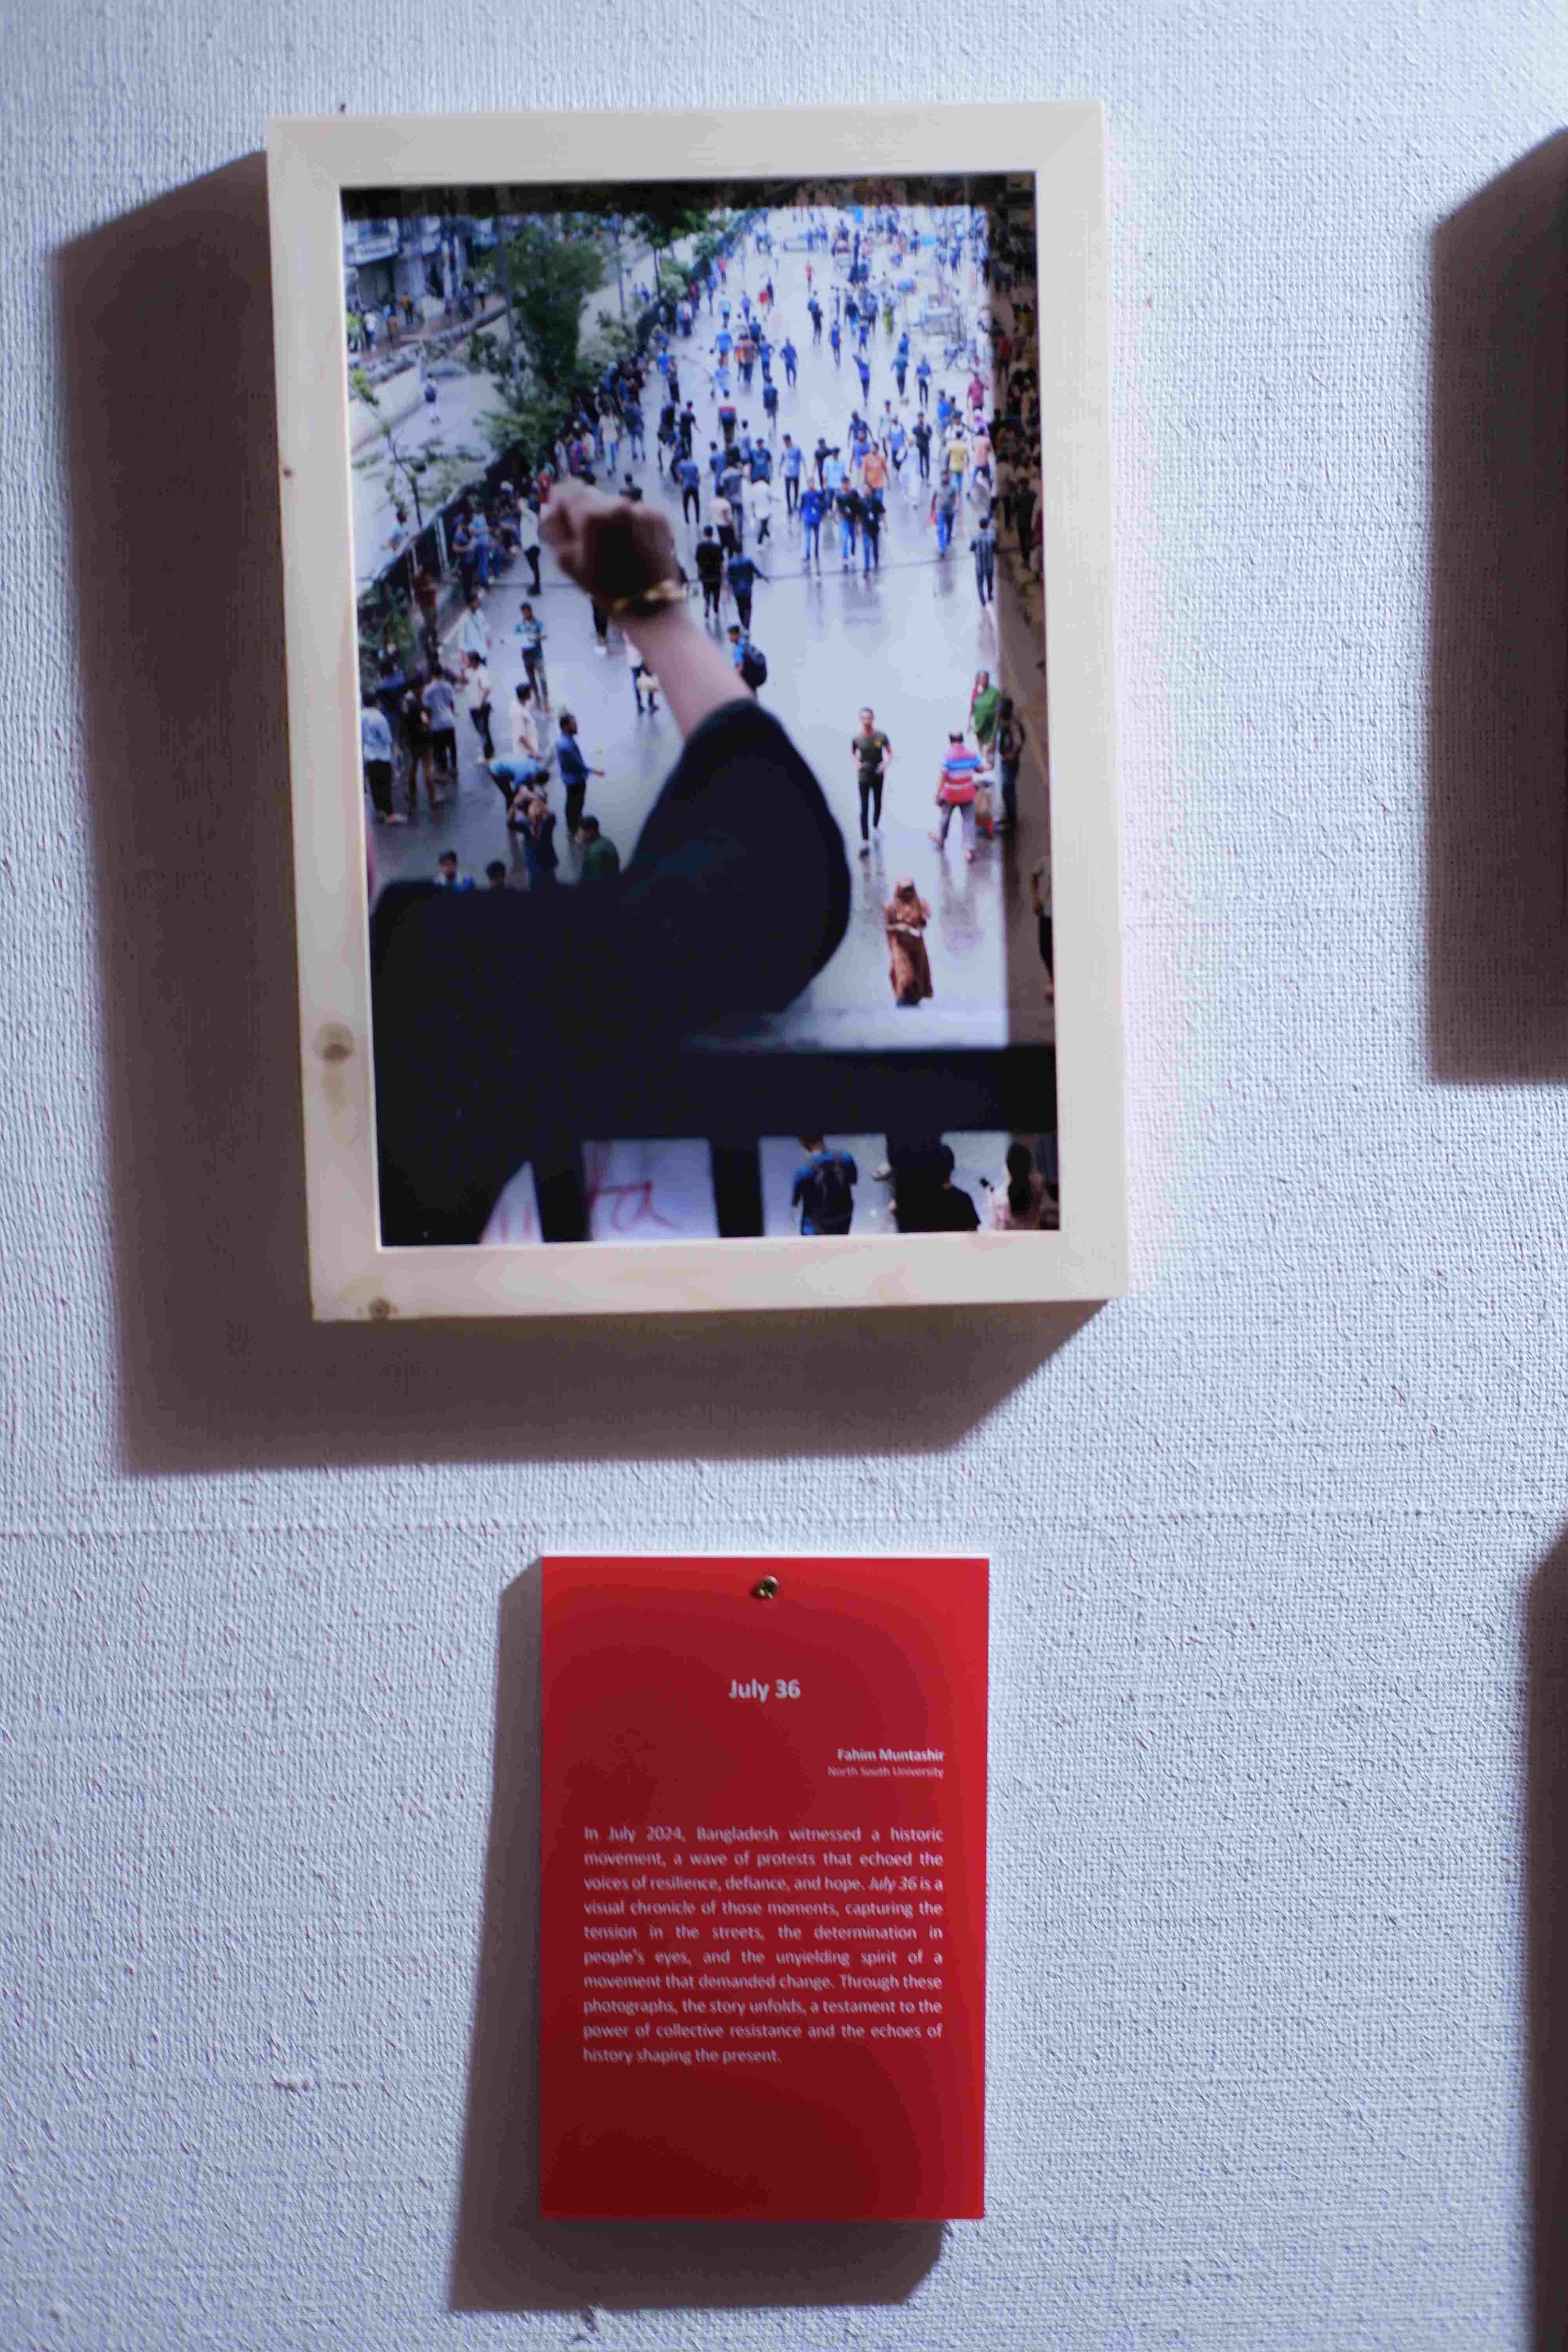 July 36
Fahim Muntashir
North South University
In July 2024, Bangladesh witnessed a historic
movement, a wave of protests that echoed the
voices of resilience, defiance, and hope. July 36 is a
visual chronicle of those moments, capturing the
tension in the streets, the determination in
people's eyes, and the unyielding spirit of a
movement that demanded change. Through these
photographs, the story unfolds, a testament to the
power of collective resistance and the echoes of
history shaping the present.